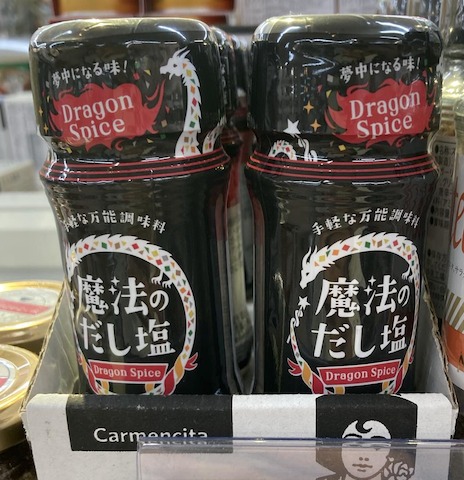 夢中になる味!
Dragon
Spice
手軽な万能調味料
魔法の
だし塩
Dragon Spice
夢中になる味!
Dragon
Spice
手軽な万能調味料
魔法の
だし塩
Dragon Spice
Carmencita